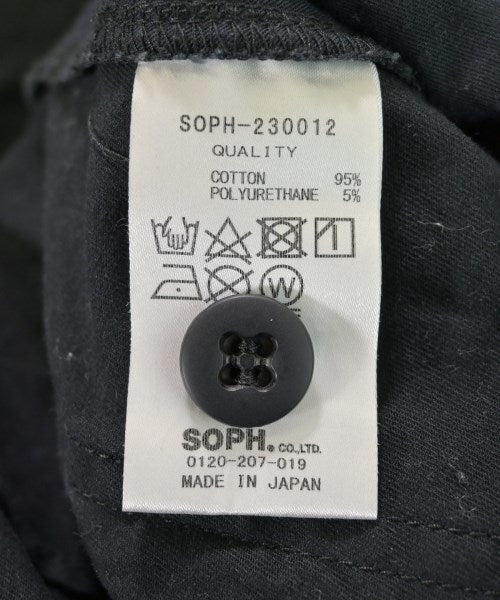 SOPH-230012
QUALITY
COTTON 95%
POLYURETHANE 5%
W
SOPH. CO.,LTD.
0120-207-019
MADE IN JAPAN